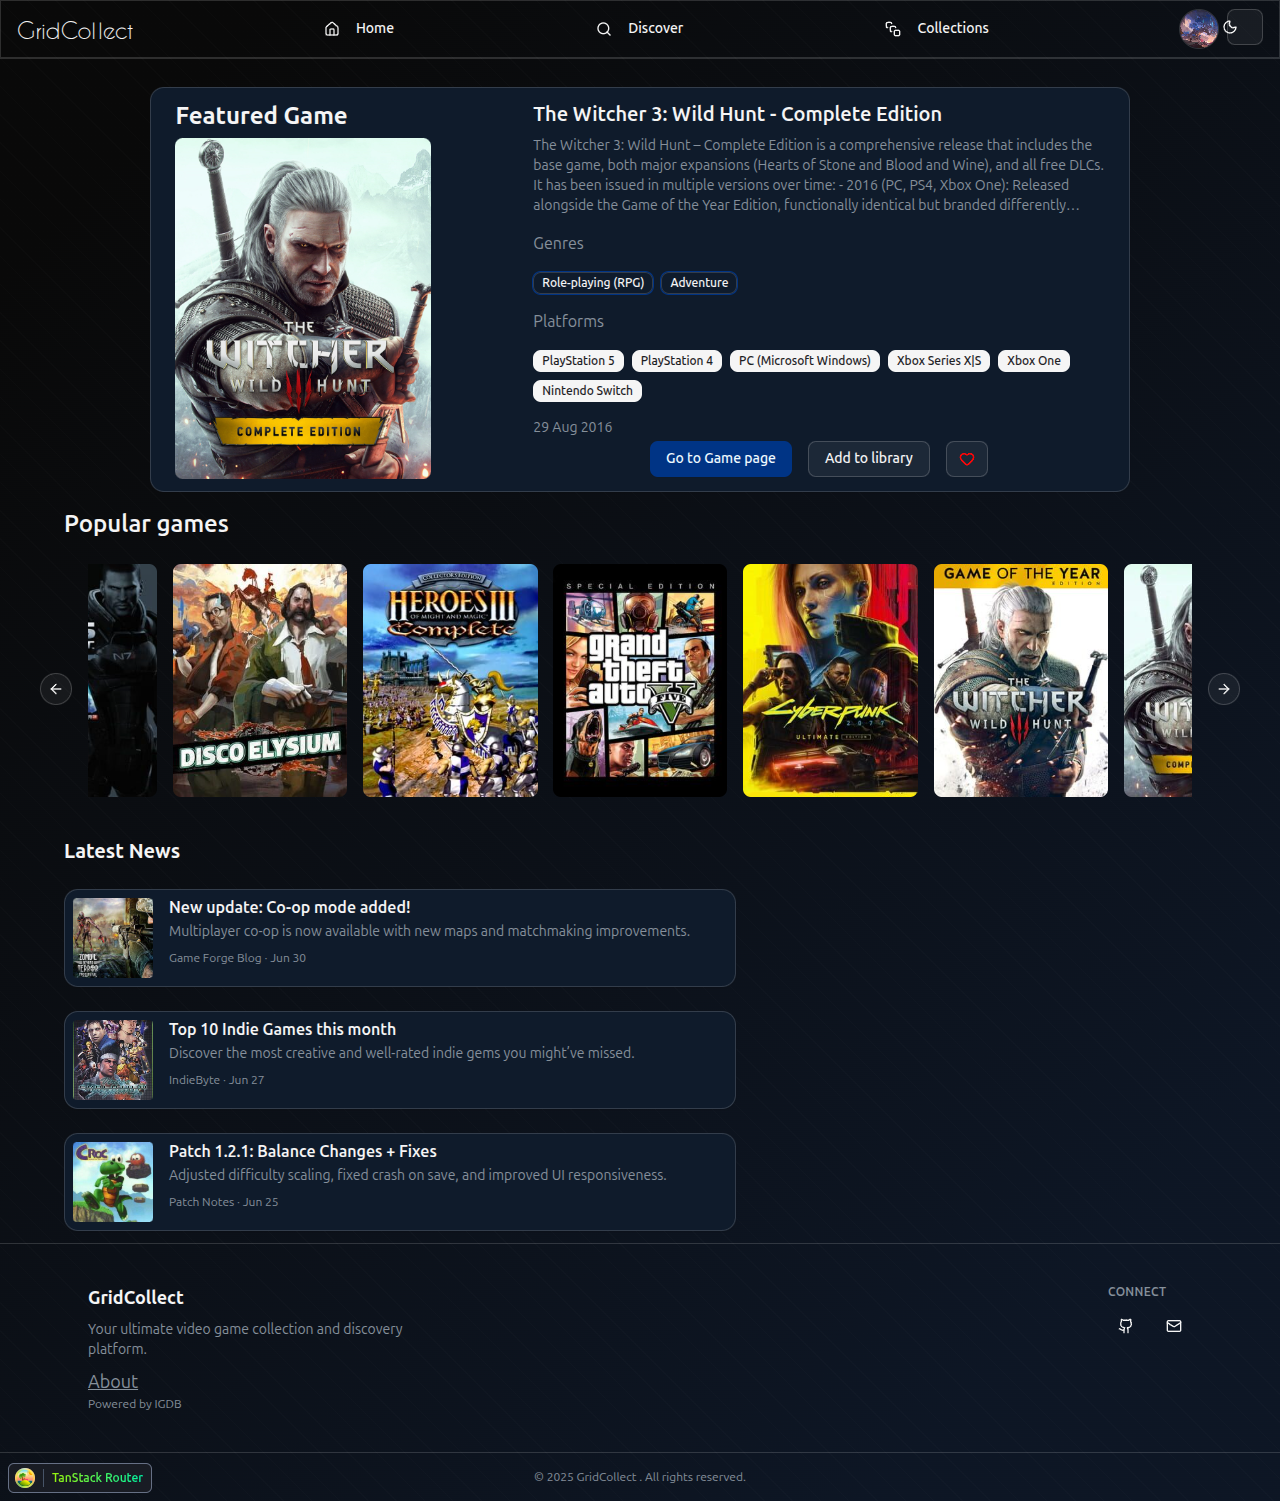 GridCollect
Home
Discover
Collections
Featured Game
THE
WITCHER
WILD HUNT
COMPLETE EDITION
The Witcher 3: Wild Hunt - Complete Edition
The Witcher 3: Wild Hunt – Complete Edition is a comprehensive release that includes the
base game, both major expansions (Hearts of Stone and Blood and Wine), and all free DLCs.
It has been issued in multiple versions over time: - 2016 (PC, PS4, Xbox One): Released
alongside the Game of the Year Edition, functionally identical but branded differently…
Genres
Role-playing (RPG)
Adventure
Platforms
PlayStation 5
PlayStation 4
PC (Microsoft Windows)
Xbox Series X|S
Xbox One
Nintendo Switch
29 Aug 2016
Go to Game page
Add to library
Popular games
N7
DISCO ELYSIUM
COLLECTOR'S EDITION
HEROES III
OF MIGHT AND MAGIC
Complete
SPECIAL EDITION
grand
theft
auto
FIVE
Cyberpunk
2077
ULTIMATE EDITION
GAME OF THE YEAR
EDITION
THE
WITCHER
WILD HUNT
Latest News
New update: Co-op mode added!
Multiplayer co-op is now available with new maps and matchmaking improvements.
Game Forge Blog · Jun 30
Top 10 Indie Games this month
Discover the most creative and well-rated indie gems you might’ve missed.
IndieByte · Jun 27
CROC
Patch 1.2.1: Balance Changes + Fixes
Adjusted difficulty scaling, fixed crash on save, and improved UI responsiveness.
Patch Notes · Jun 25
GridCollect
Your ultimate video game collection and discovery
platform.
About
Powered by IGDB
CONNECT
TanStack Router
© 2025 GridCollect . All rights reserved.